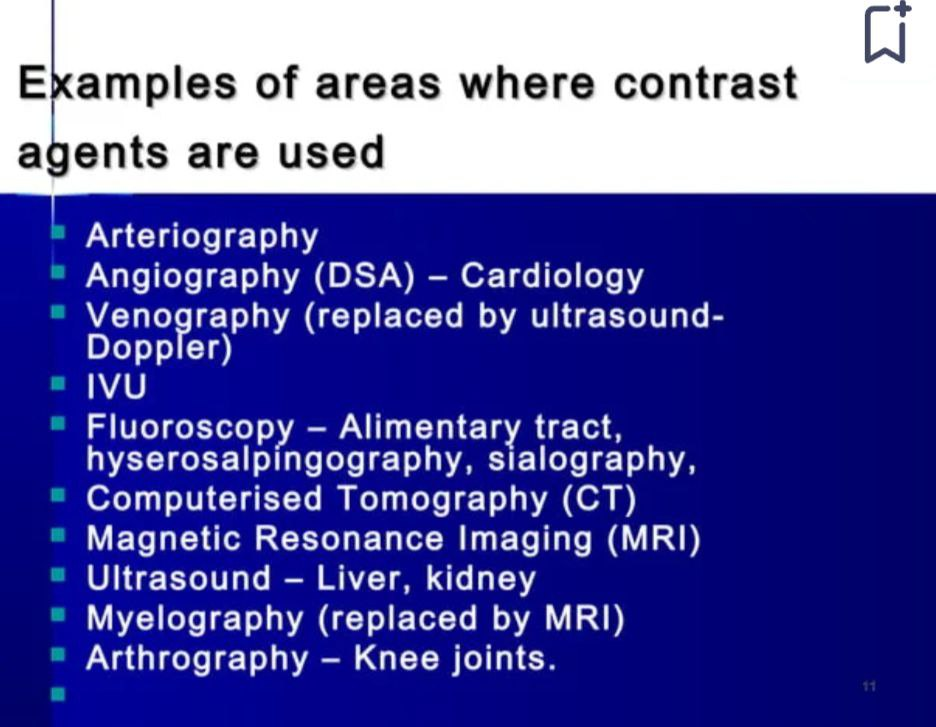 Examples of areas where contrast
agents are used
Arteriography
Angiography (DSA) – Cardiology
Venography (replaced by ultrasound-
Doppler)
IVU
Fluoroscopy – Alimentary tract,
hyserosalpingography, sialography,
Computerised Tomography (CT)
Magnetic Resonance Imaging (MRI)
Ultrasound – Liver, kidney
Myelography (replaced by MRI)
Arthrography – Knee joints.
11